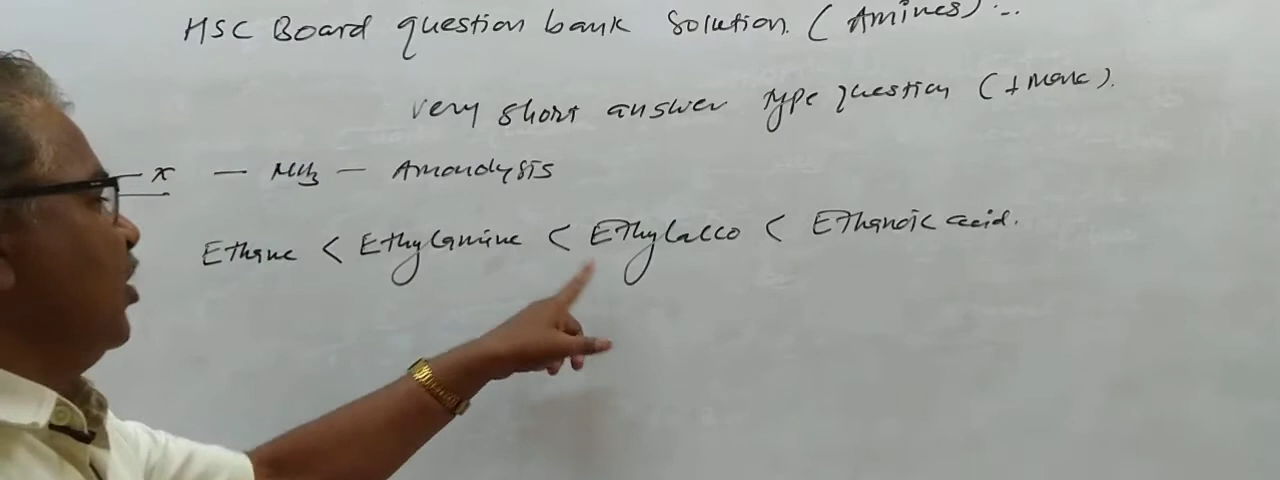 HSC Board question bank Solution. (Amines)...
very short answer type question (1 Mark).
— x — NH3 — Amonolysis
Ethane < Ethylamine < Ethylalco < Ethanoic acid.